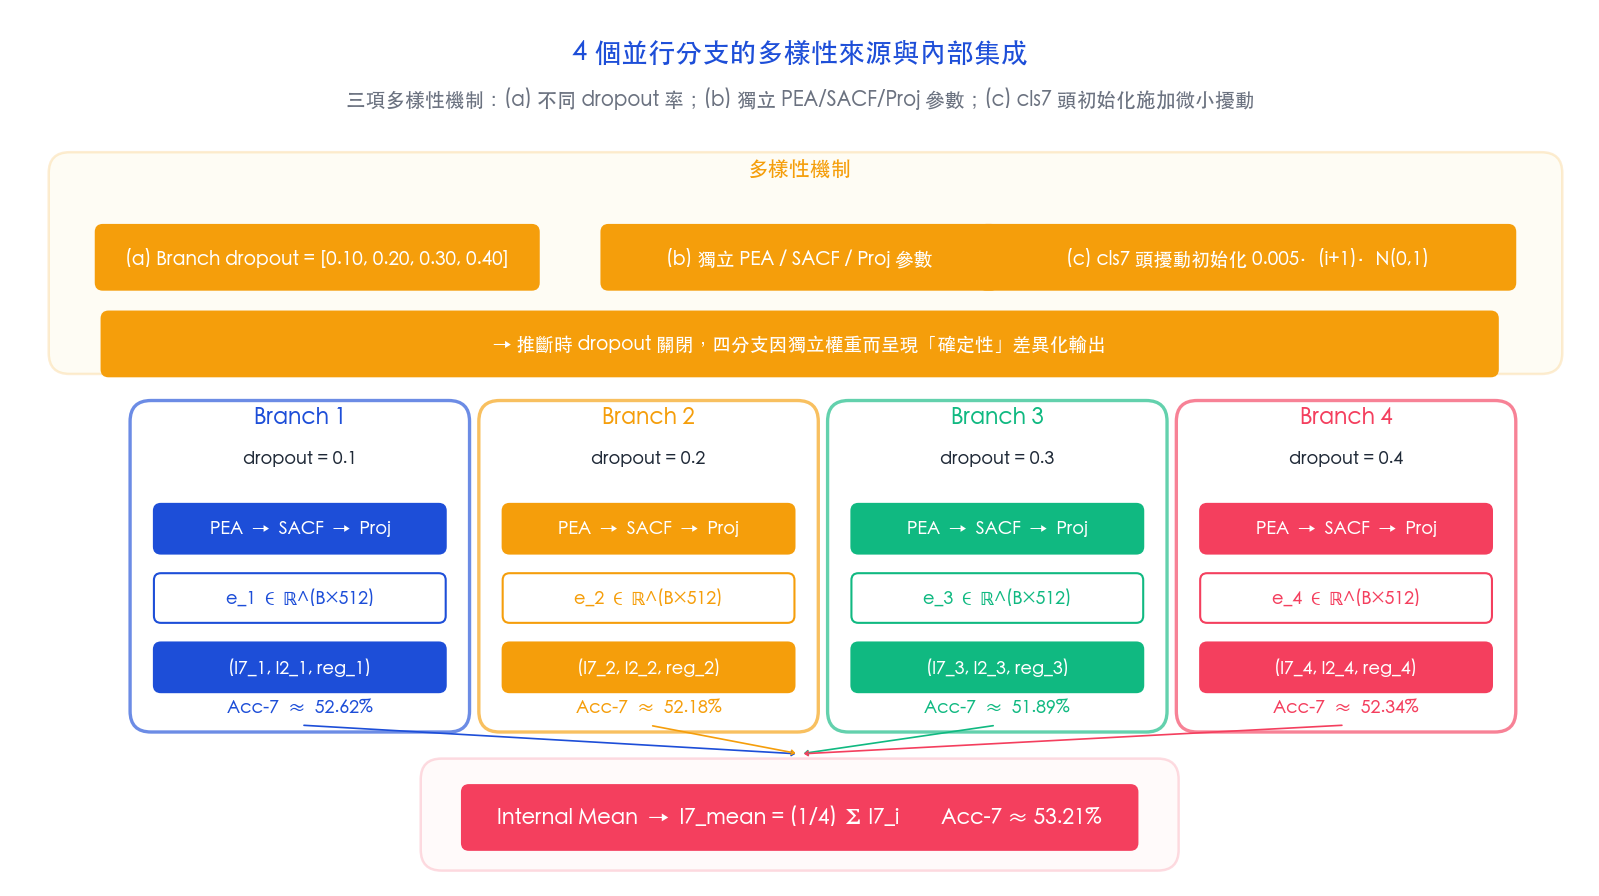 4 個並行分支的多樣性來源與內部集成
三項多樣性機制：(a) 不同 dropout 率；(b) 獨立 PEA/SACF/Proj 參數；(c) cls7 頭初始化施加微小擾動
多樣性機制
(a) Branch dropout = [0.10, 0.20, 0.30, 0.40]
(b) 獨立 PEA / SACF / Proj 參數
(c) cls7 頭擾動初始化 0.005· (i+1)· N(0,1)
→ 推斷時 dropout 關閉，四分支因獨立權重而呈現「確定性」差異化輸出
Branch 1
dropout = 0.1
PEA → SACF → Proj
e_1 ∈ ℝ^(B×512)
(l7_1, l2_1, reg_1)
Acc-7 ≈ 52.62%
Branch 2
dropout = 0.2
PEA → SACF → Proj
e_2 ∈ ℝ^(B×512)
(l7_2, l2_2, reg_2)
Acc-7 ≈ 52.18%
Branch 3
dropout = 0.3
PEA → SACF → Proj
e_3 ∈ ℝ^(B×512)
(l7_3, l2_3, reg_3)
Acc-7 ≈ 51.89%
Branch 4
dropout = 0.4
PEA → SACF → Proj
e_4 ∈ ℝ^(B×512)
(l7_4, l2_4, reg_4)
Acc-7 ≈ 52.34%
Internal Mean → l7_mean = (1/4) Σ l7_i Acc-7 ≈ 53.21%